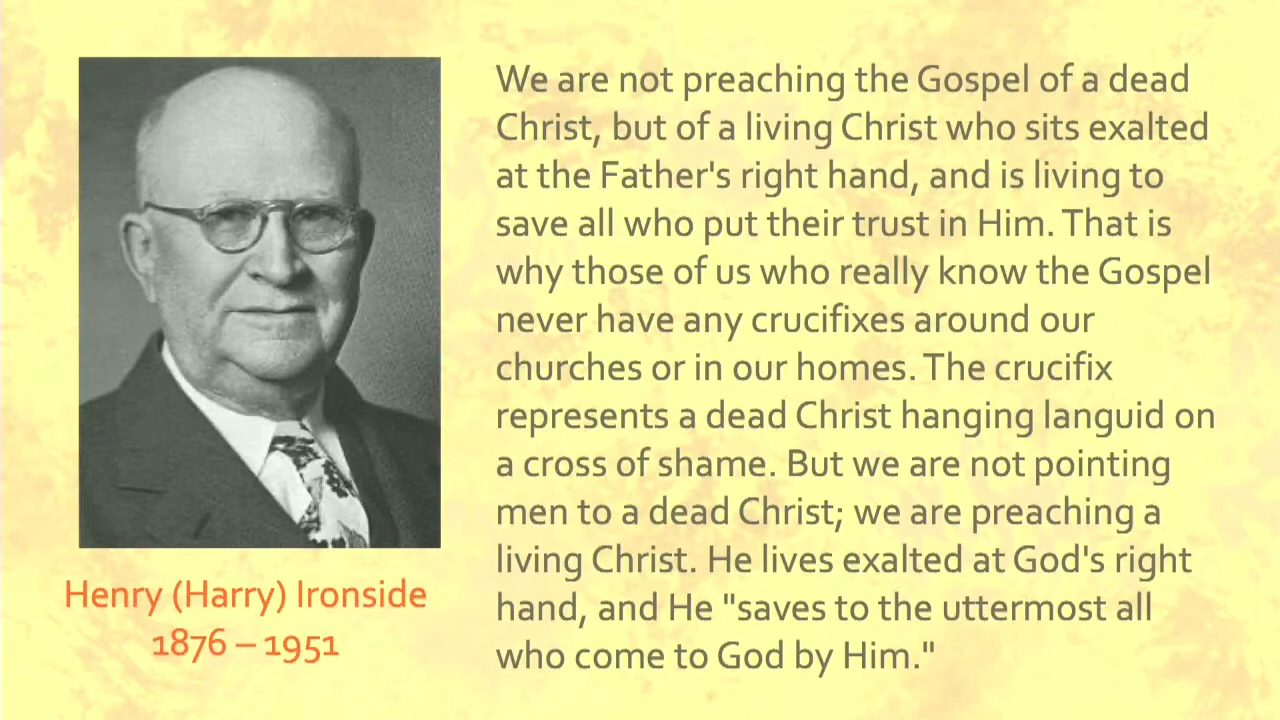 We are not preaching the Gospel of a dead
Christ, but of a living Christ who sits exalted
at the Father's right hand, and is living to
save all who put their trust in Him. That is
why those of us who really know the Gospel
never have any crucifixes around our
churches or in our homes. The crucifix
represents a dead Christ hanging languid on
a cross of shame. But we are not pointing
men to a dead Christ; we are preaching a
living Christ. He lives exalted at God's right
hand, and He "saves to the uttermost all
who come to God by Him."
Henry (Harry) Ironside
1876 – 1951